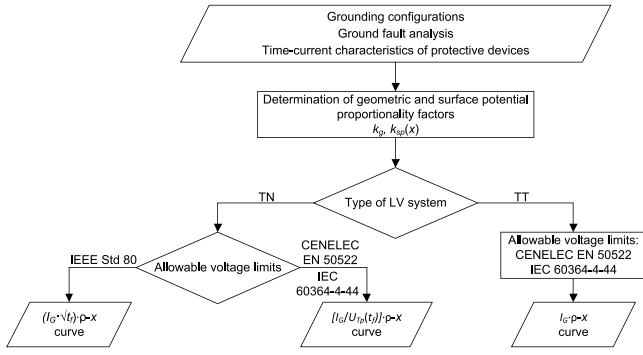 Grounding configurations
Ground fault analysis
Time-current characteristics of protective devices
Determination of geometric and surface potential
proportionality factors
kg, ksp(x)
TN
Type of LV system
TT
IEEE Std 80
Allowable voltage limits
CENELEC
EN 50522
IEC
60364-4-44
Allowable voltage limits:
CENELEC EN 50522
IEC 60364-4-44
(IG·√tf)·ρ-x
curve
[IG/UTp(tf)]·ρ-x
curve
IG·ρ-x
curve